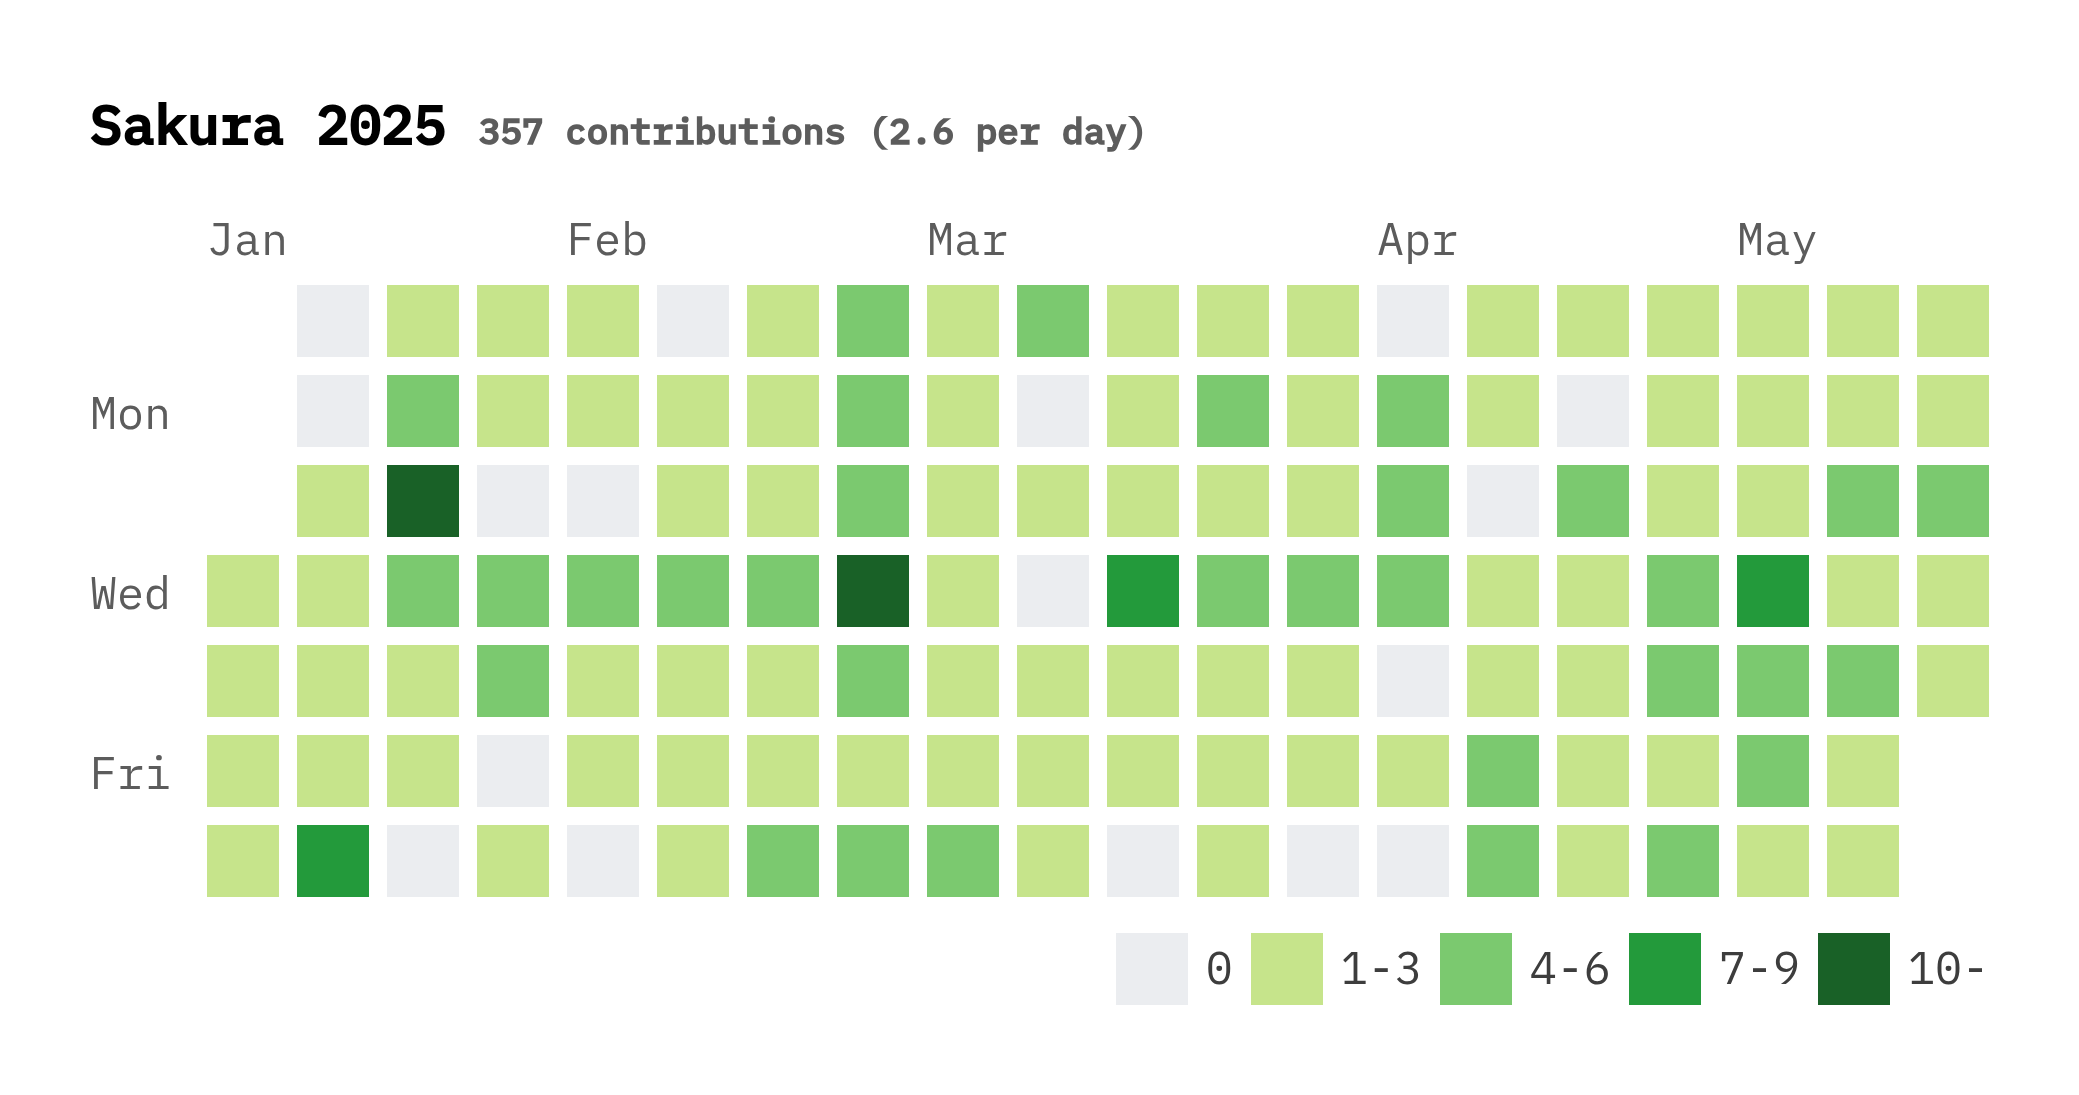 Sakura 2025 357 contributions (2.6 per day)
Jan Feb Mar Apr May
Mon
Wed
Fri
0 1-3 4-6 7-9 10-